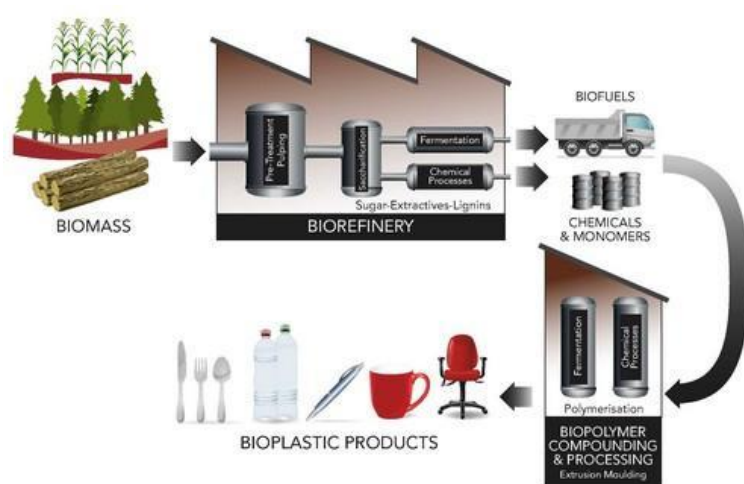 BIOMASS
Pre-Treatment
Pulping
Saccharification
Fermentation
Chemical
Processes
Sugar-Extractives-Lignins
BIOREFINERY
BIOFUELS
CHEMICALS
& MONOMERS
Fermentation
Chemical
Processes
Polymerisation
BIOPOLYMER
COMPOUNDING
& PROCESSING
Extrusion Moulding
BIOPLASTIC PRODUCTS